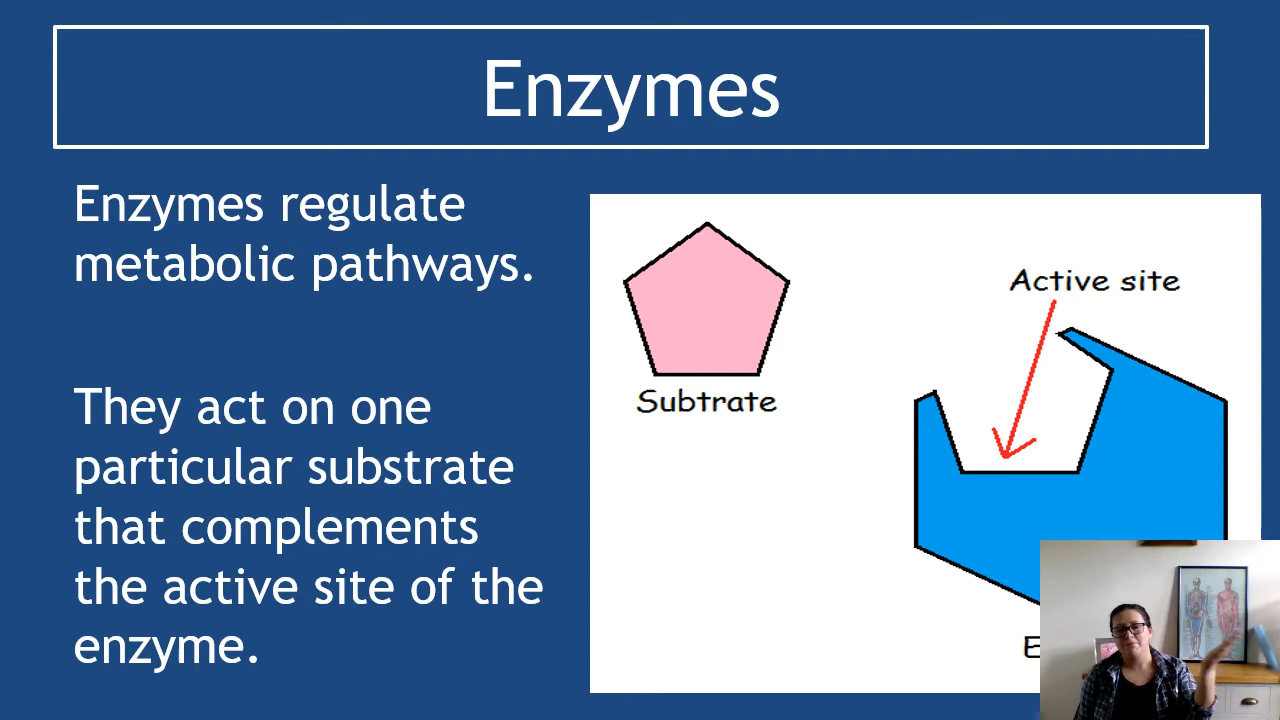 Enzymes
Enzymes regulate
metabolic pathways.
They act on one
particular substrate
that complements
the active site of the
enzyme.
Active site
Subtrate